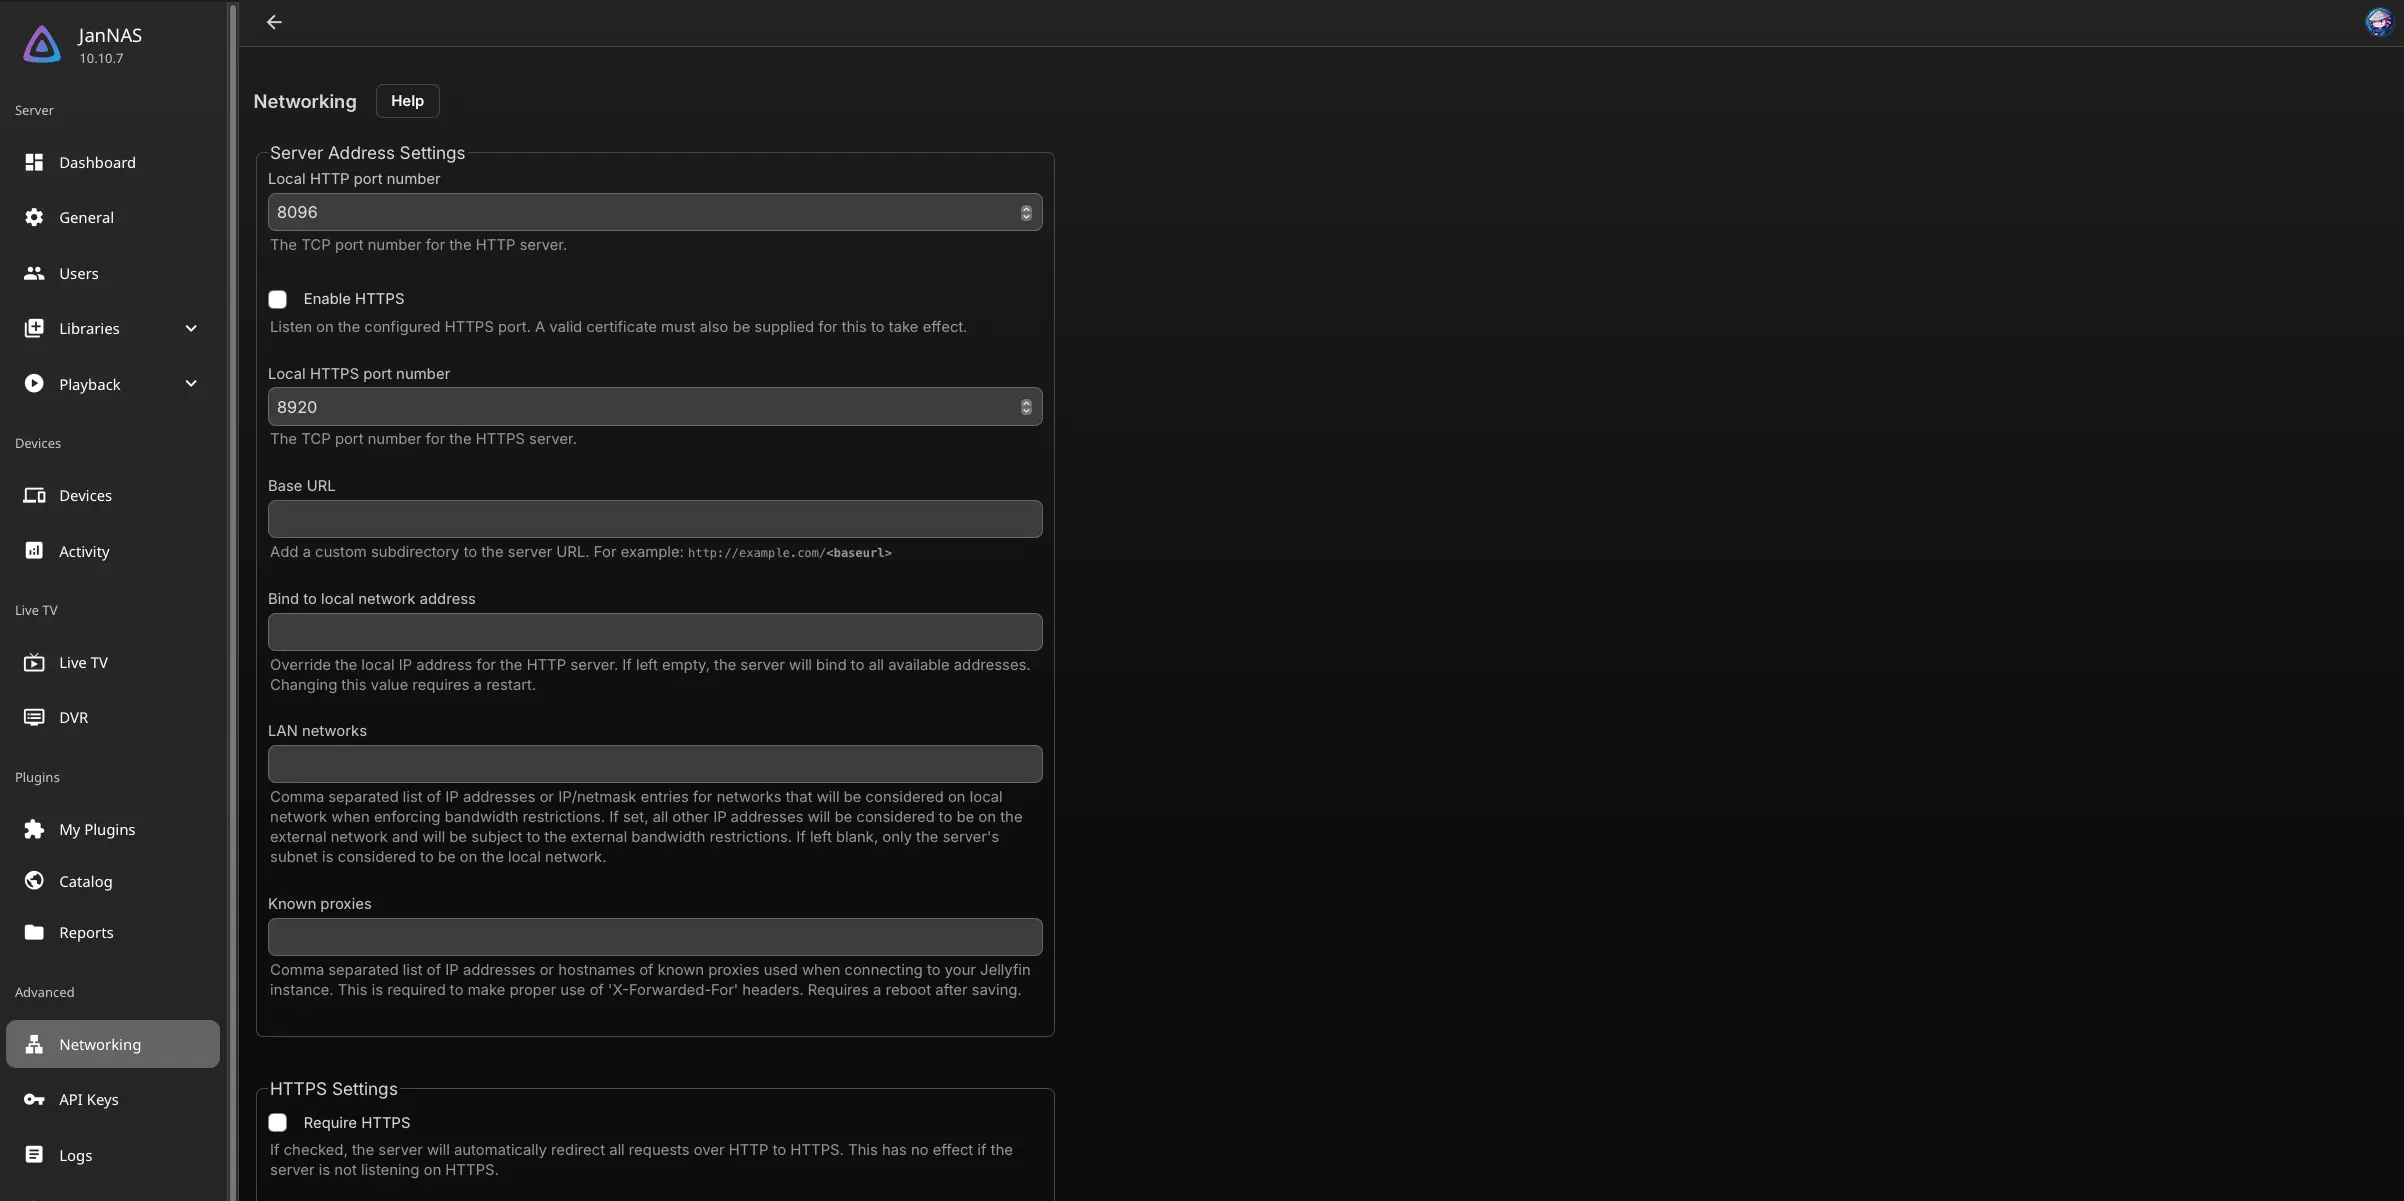 JanNAS
10.10.7
Server
Dashboard
General
Users
Libraries
Playback
Devices
Devices
Activity
Live TV
Live TV
DVR
Plugins
My Plugins
Catalog
Reports
Advanced
Networking
API Keys
Logs
Networking
Help
Server Address Settings
Local HTTP port number
8096
The TCP port number for the HTTP server.
Enable HTTPS
Listen on the configured HTTPS port. A valid certificate must also be supplied for this to take effect.
Local HTTPS port number
8920
The TCP port number for the HTTPS server.
Base URL
Add a custom subdirectory to the server URL. For example: http://example.com/<baseurl>
Bind to local network address
Override the local IP address for the HTTP server. If left empty, the server will bind to all available addresses.
Changing this value requires a restart.
LAN networks
Comma separated list of IP addresses or IP/netmask entries for networks that will be considered on local
network when enforcing bandwidth restrictions. If set, all other IP addresses will be considered to be on the
external network and will be subject to the external bandwidth restrictions. If left blank, only the server's
subnet is considered to be on the local network.
Known proxies
Comma separated list of IP addresses or hostnames of known proxies used when connecting to your Jellyfin
instance. This is required to make proper use of 'X-Forwarded-For' headers. Requires a reboot after saving.
HTTPS Settings
Require HTTPS
If checked, the server will automatically redirect all requests over HTTP to HTTPS. This has no effect if the
server is not listening on HTTPS.